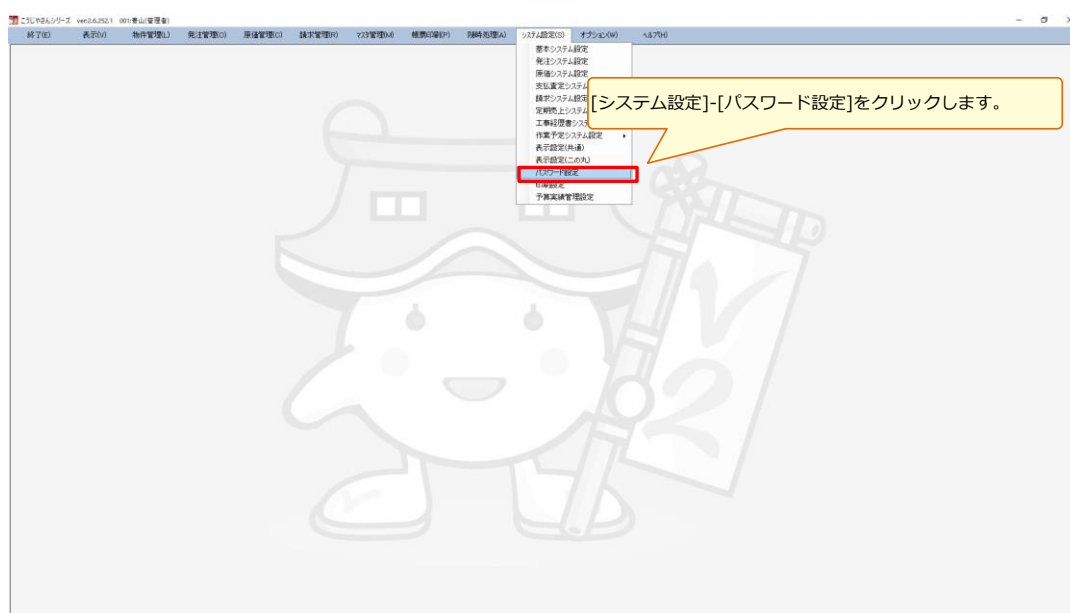 こうじやさんシリーズ ver.2.6.252.1 001:青山(管理者)
終了(E) 表示(V) 物件管理(L) 発注管理(O) 原価管理(C) 請求管理(R) マスタ管理(M) 帳票印刷(P) 随時処理(A) システム設定(S) オプション(W) ヘルプ(H)
基本システム設定
発注システム設定
原価システム設定
支払査定システム
請求システム設定
定期売上システム
工事経歴書シス
作業予定システム設定
表示設定(共通)
表示設定(二の丸)
パスワード設定
印刷設定
予算実績管理設定
[システム設定]-[パスワード設定]をクリックします。
V
2